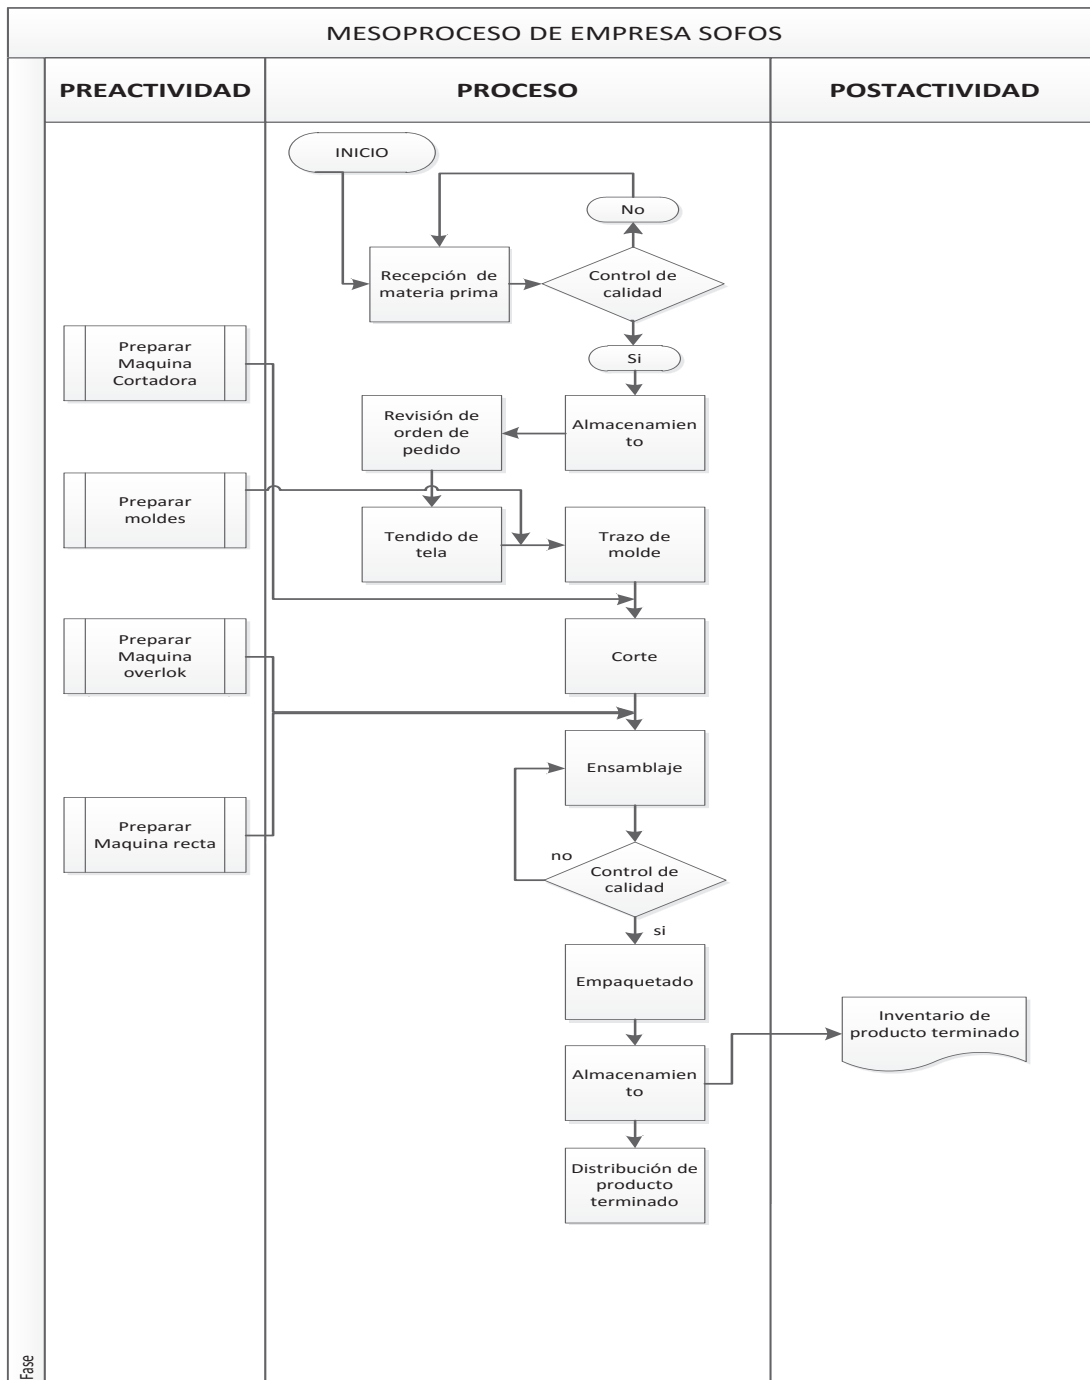 MESOPROCESO DE EMPRESA SOFOS
PREACTIVIDAD
PROCESO
POSTACTIVIDAD
INICIO
No
Recepción de
materia prima
Control de
calidad
Si
Preparar
Maquina
Cortadora
Revisión de
orden de
pedido
Almacenamien
to
Preparar
moldes
Tendido de
tela
Trazo de
molde
Preparar
Maquina
overlok
Corte
Ensamblaje
Preparar
Maquina recta
no
Control de
calidad
si
Empaquetado
Inventario de
producto terminado
Almacenamien
to
Distribución de
producto
terminado
Fase